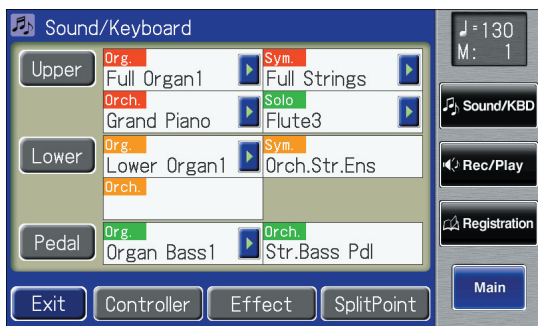 Sound/Keyboard
♩=130
M: 1
Upper
Org.
Full Organ1
Sym.
Full Strings
Orch.
Grand Piano
Solo
Flute3
Lower
Org.
Lower Organ1
Sym.
Orch.Str.Ens
Orch.
Pedal
Org.
Organ Bass1
Orch.
Str.Bass Pdl
Sound/KBD
Rec/Play
Registration
Main
Exit
Controller
Effect
SplitPoint